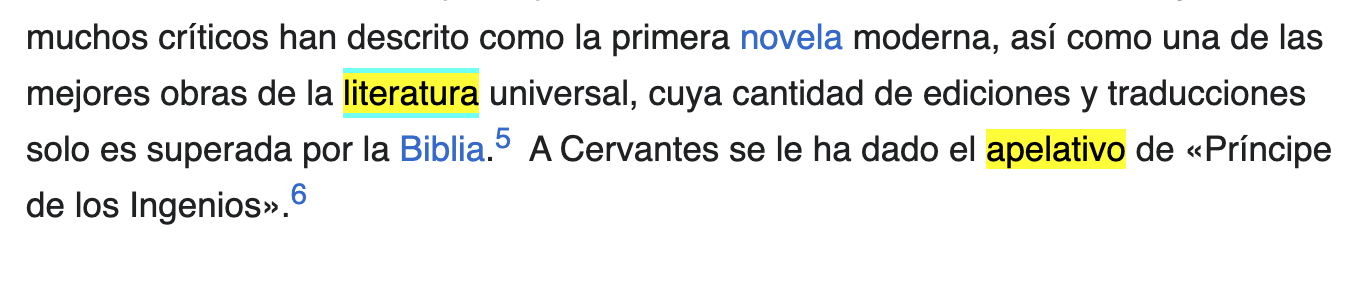 muchos críticos han descrito como la primera novela moderna, así como una de las
mejores obras de la literatura universal, cuya cantidad de ediciones y traducciones
solo es superada por la Biblia.5 A Cervantes se le ha dado el apelativo de «Príncipe
de los Ingenios».6